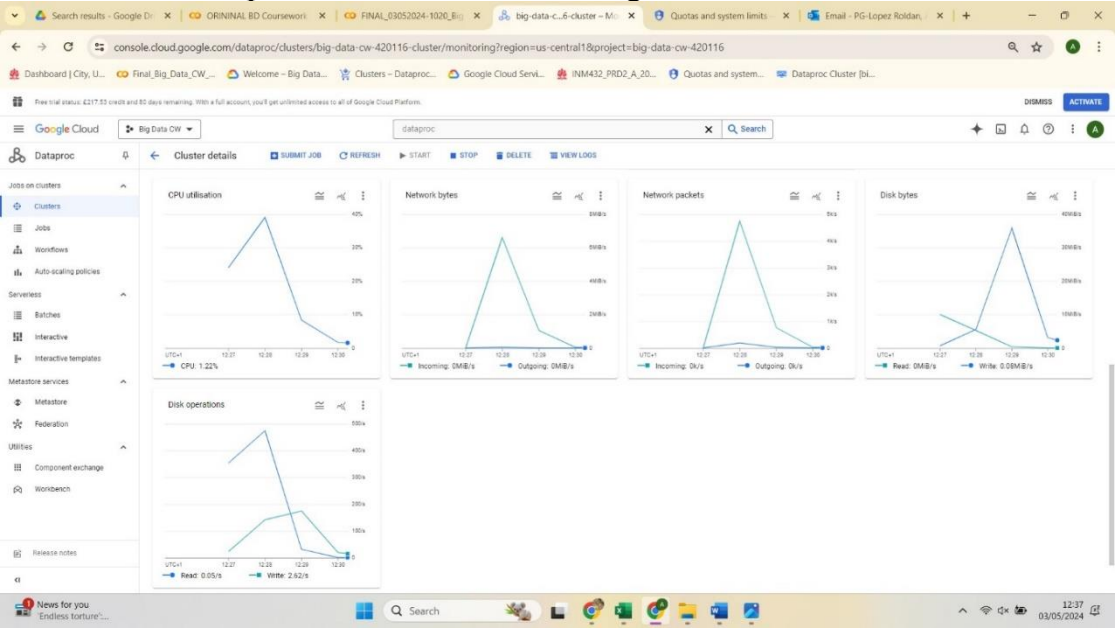 Search results - Google Dr
ORININAL BD Coursework
FINAL_03052024-1020_Big
big-data-c...6-cluster – Mo
Quotas and system limits -
Email - PG-Lopez Roldan,
console.cloud.google.com/dataproc/clusters/big-data-cw-420116-cluster/monitoring?region=us-central1&project=big-data-cw-420116
Dashboard | City, U...
Final_Big_Data_CW_...
Welcome – Big Data...
Clusters – Dataproc...
Google Cloud Servi...
INM432_PRD2_A_20...
Quotas and system...
Dataproc Cluster [bi...
Free trial status: £217.53 credit and 85 days remaining. With a full account, you'll get unlimited access to all of Google Cloud Platform.
DISMISS
ACTIVATE
Google Cloud
Big Data CW
dataproc
Search
A
Dataproc
Cluster details
SUBMIT JOB
REFRESH
START
STOP
DELETE
VIEW LOGS
Jobs on clusters
Clusters
Jobs
Workflows
Auto-scaling policies
Serverless
Batches
Interactive
Interactive templates
Metastore services
Metastore
Federation
Utilities
Component exchange
Workbench
Release notes
CPU utilisation
40%
30%
20%
10%
0
UTC+1 12:27 12:28 12:29 12:30
CPU: 1.22%
Network bytes
8MiB/s
6MiB/s
4MiB/s
2MiB/s
0
UTC+1 12:27 12:28 12:29 12:30
Incoming: 0MiB/s Outgoing: 0MiB/s
Network packets
5k/s
4k/s
3k/s
2k/s
1k/s
0
UTC+1 12:27 12:28 12:29 12:30
Incoming: 0k/s Outgoing: 0k/s
Disk bytes
40MiB/s
30MiB/s
20MiB/s
10MiB/s
0
UTC+1 12:27 12:28 12:29 12:30
Read: 0MiB/s Write: 0.08MiB/s
Disk operations
500/s
400/s
300/s
200/s
100/s
0
UTC+1 12:27 12:28 12:29 12:30
Read: 0.05/s Write: 2.62/s
News for you
'Endless torture':...
Search
12:37
03/05/2024